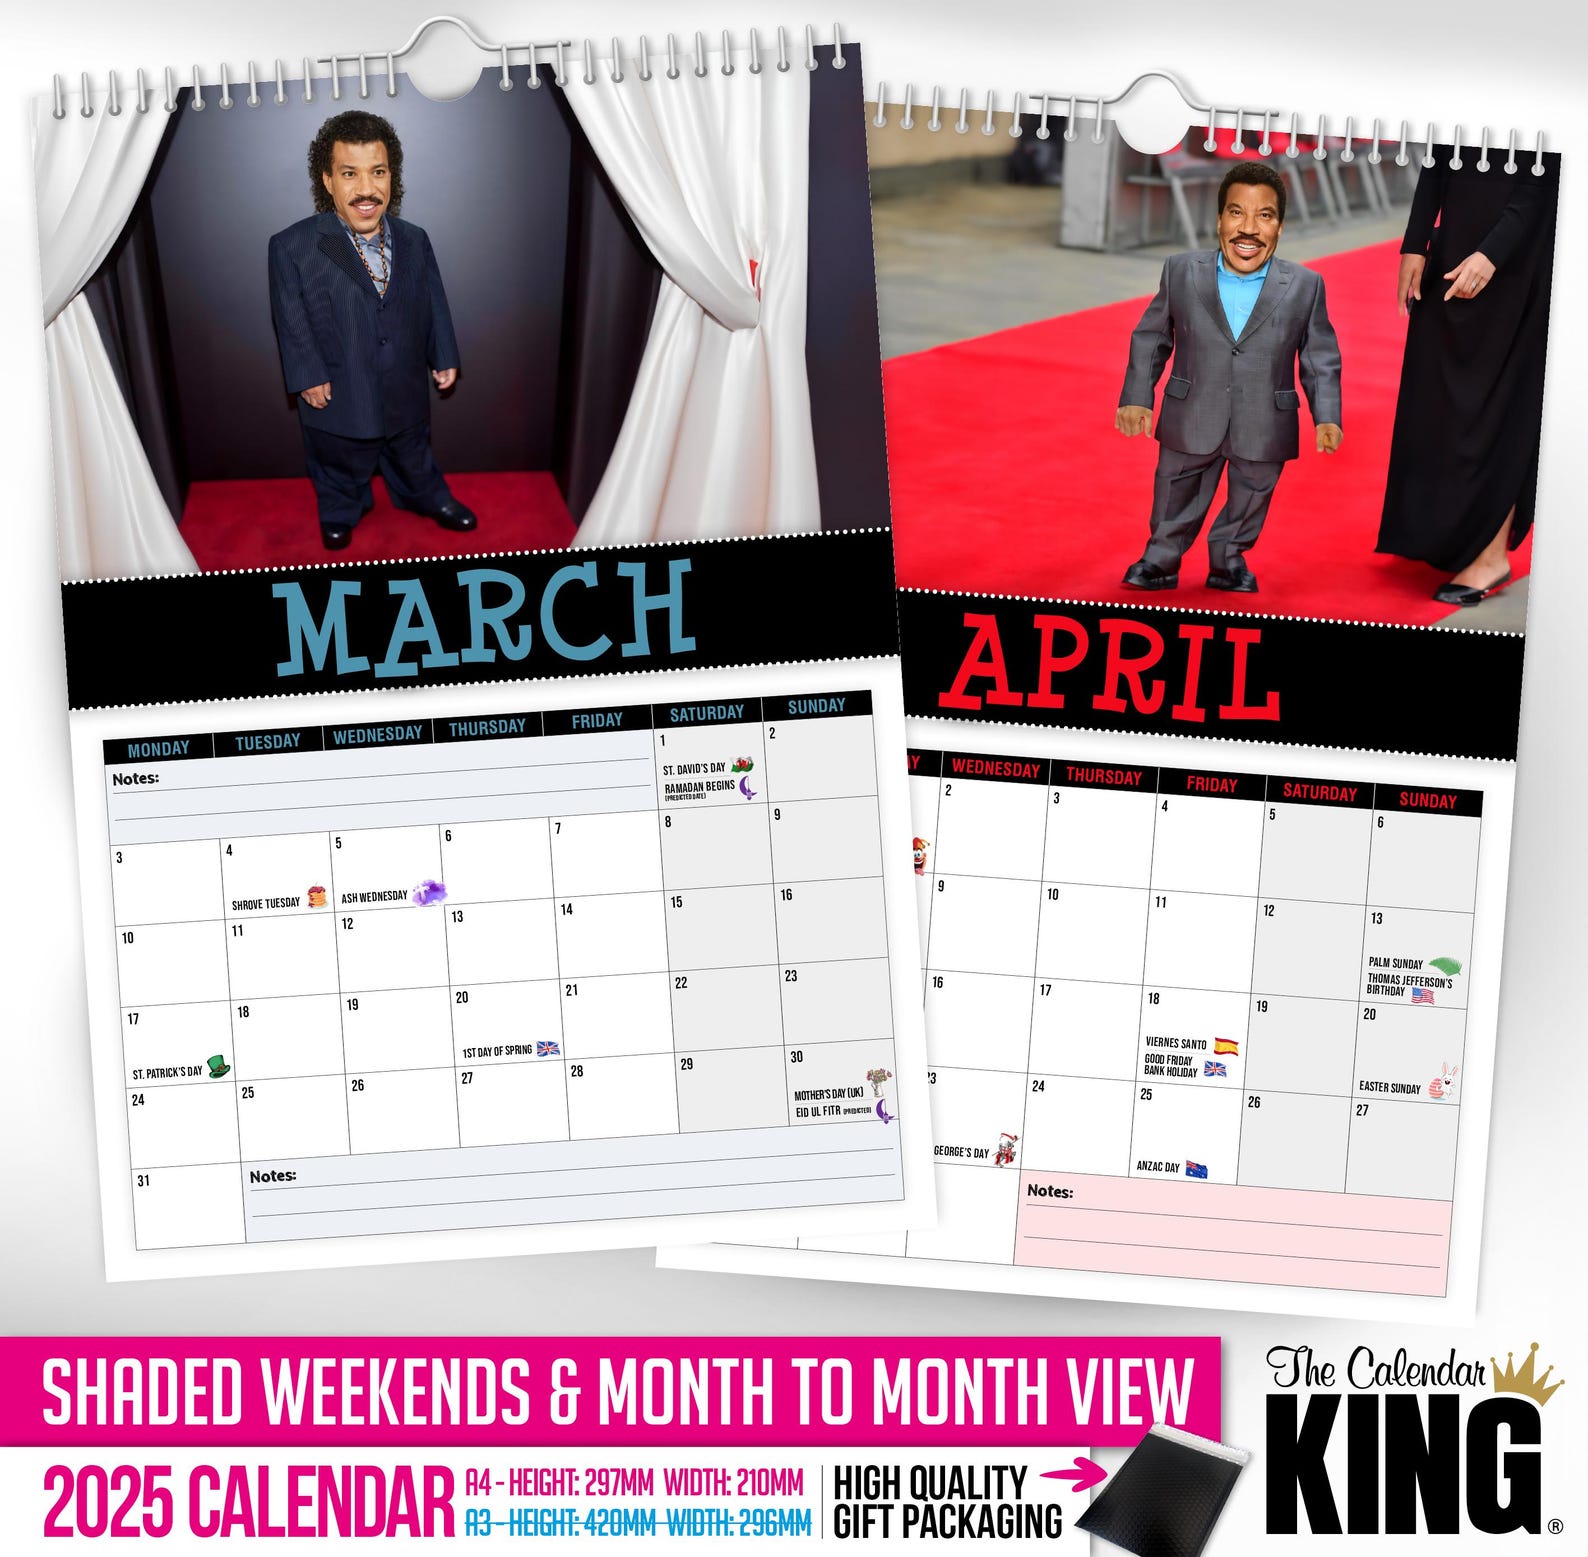 MARCH
MONDAY TUESDAY WEDNESDAY THURSDAY FRIDAY SATURDAY SUNDAY
Notes:
1 2
ST. DAVID'S DAY
RAMADAN BEGINS
(PREDICTED DATE)
3 4 5 6 7 8 9
SHROVE TUESDAY ASH WEDNESDAY
10 11 12 13 14 15 16
17 18 19 20 21 22 23
ST. PATRICK'S DAY 1ST DAY OF SPRING
24 25 26 27 28 29 30
MOTHER'S DAY (UK)
EID UL FITR (PREDICTED)
31
Notes:
APRIL
WEDNESDAY THURSDAY FRIDAY SATURDAY SUNDAY
2 3 4 5 6
9 10 11 12 13
PALM SUNDAY
THOMAS JEFFERSON'S
BIRTHDAY
16 17 18 19 20
VIERNES SANTO
GOOD FRIDAY
BANK HOLIDAY
EASTER SUNDAY
23 24 25 26 27
GEORGE'S DAY ANZAC DAY
Notes:
SHADED WEEKENDS & MONTH TO MONTH VIEW
2025 CALENDAR
A4 - HEIGHT: 297MM WIDTH: 210MM
A3 - HEIGHT: 420MM WIDTH: 296MM
HIGH QUALITY
GIFT PACKAGING
The Calendar
KING®